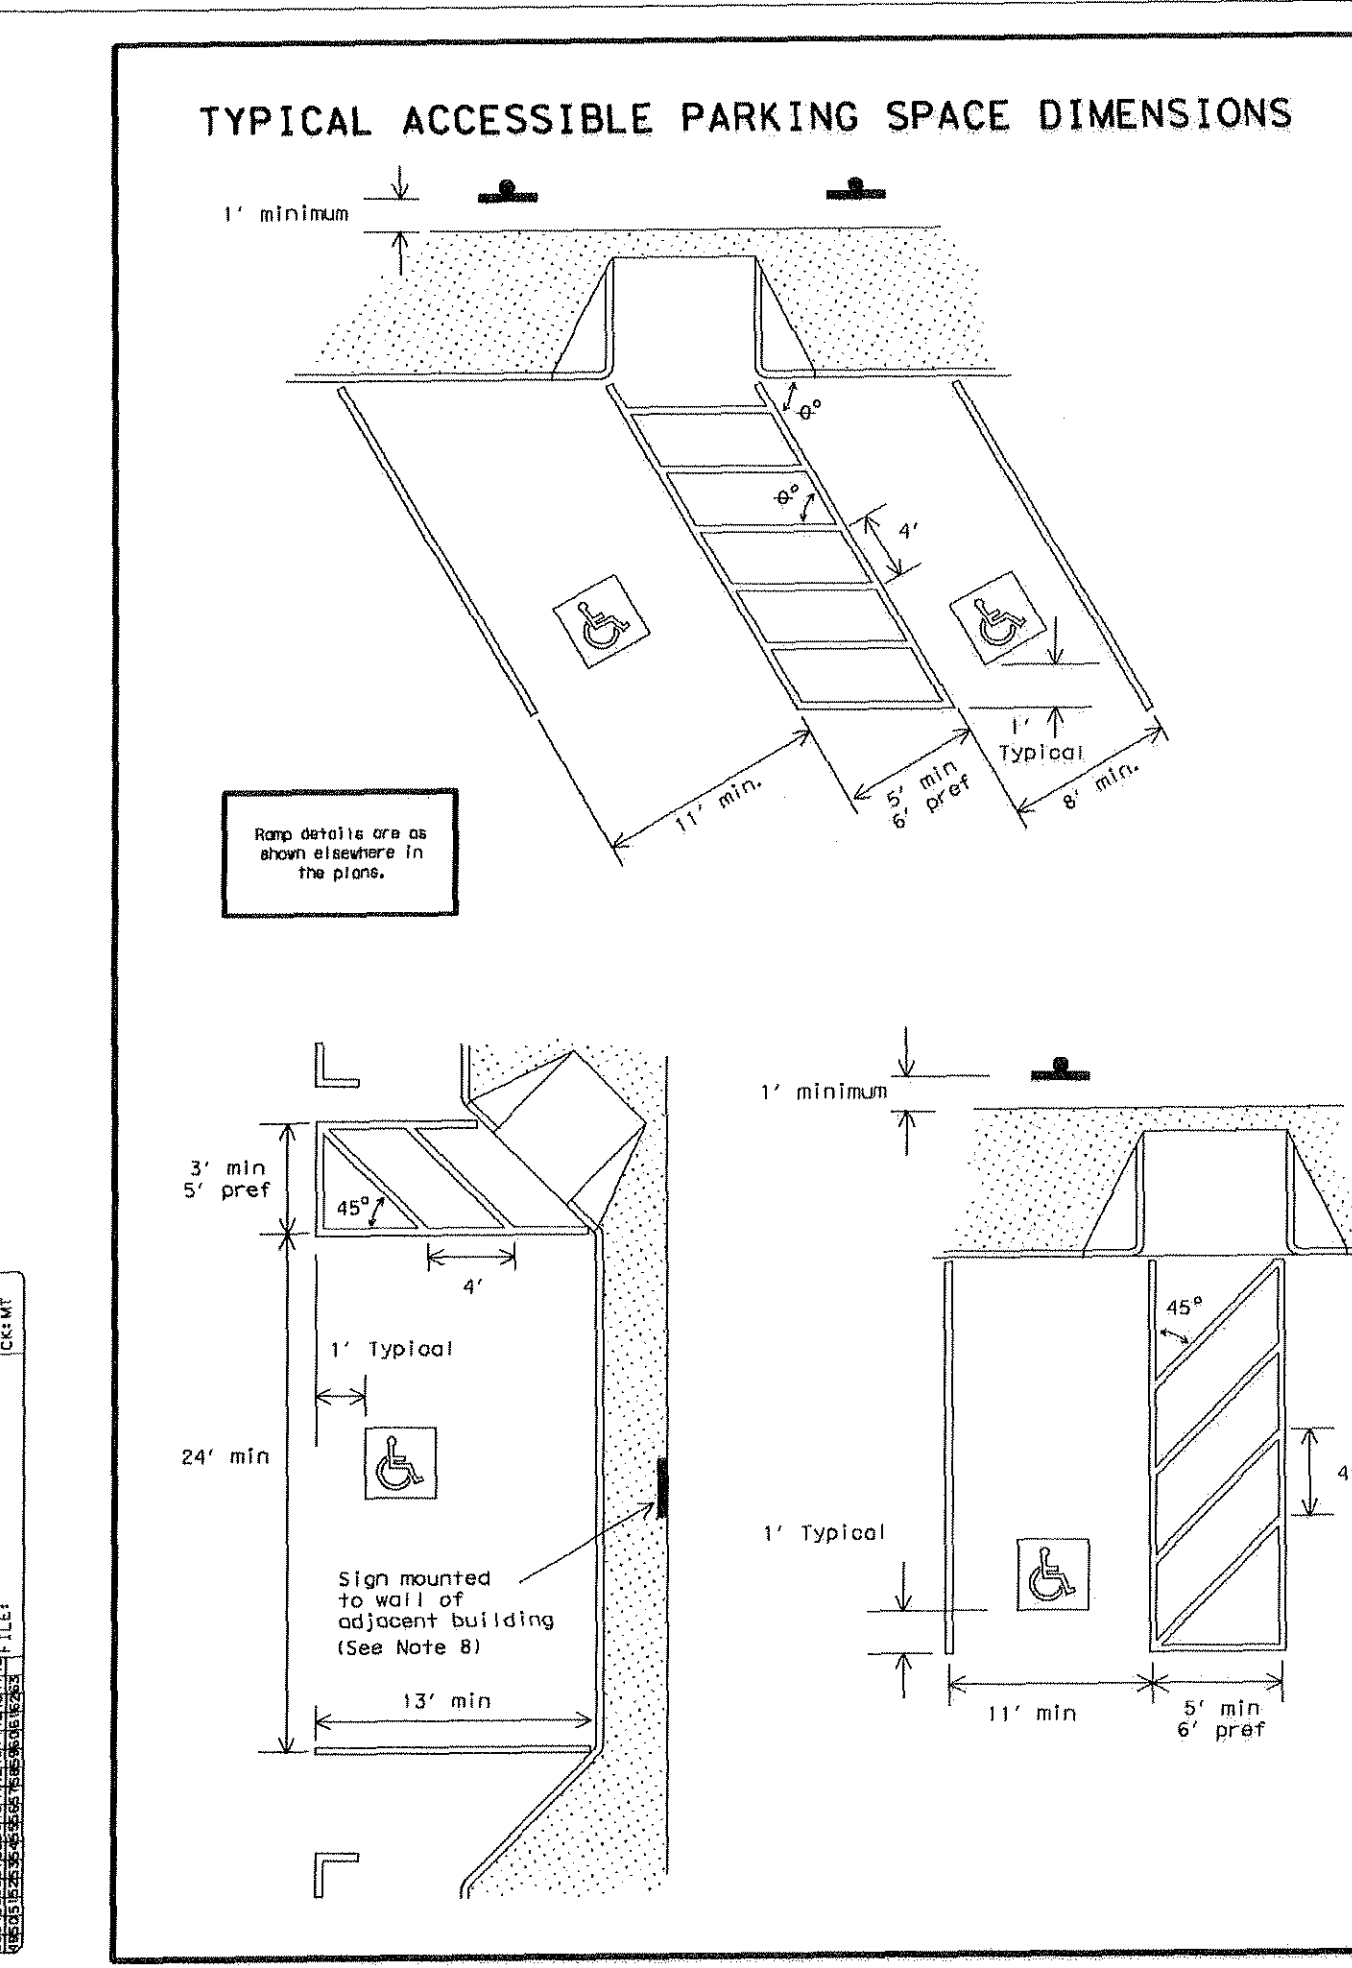 TYPICAL ACCESSIBLE PARKING SPACE DIMENSIONS
1' minimum
θ°
θ°
4'
1'
Typical
11' min.
5' min
6' pref
8' min.
Ramp details are as
shown elsewhere in
the plans.
1' minimum
3' min
5' pref
45°
4'
1' Typical
24' min
Sign mounted
to wall of
adjacent building
(See Note 8)
13' min
45°
4
1' Typical
11' min
5' min
6' pref
CK: MT
FILE: